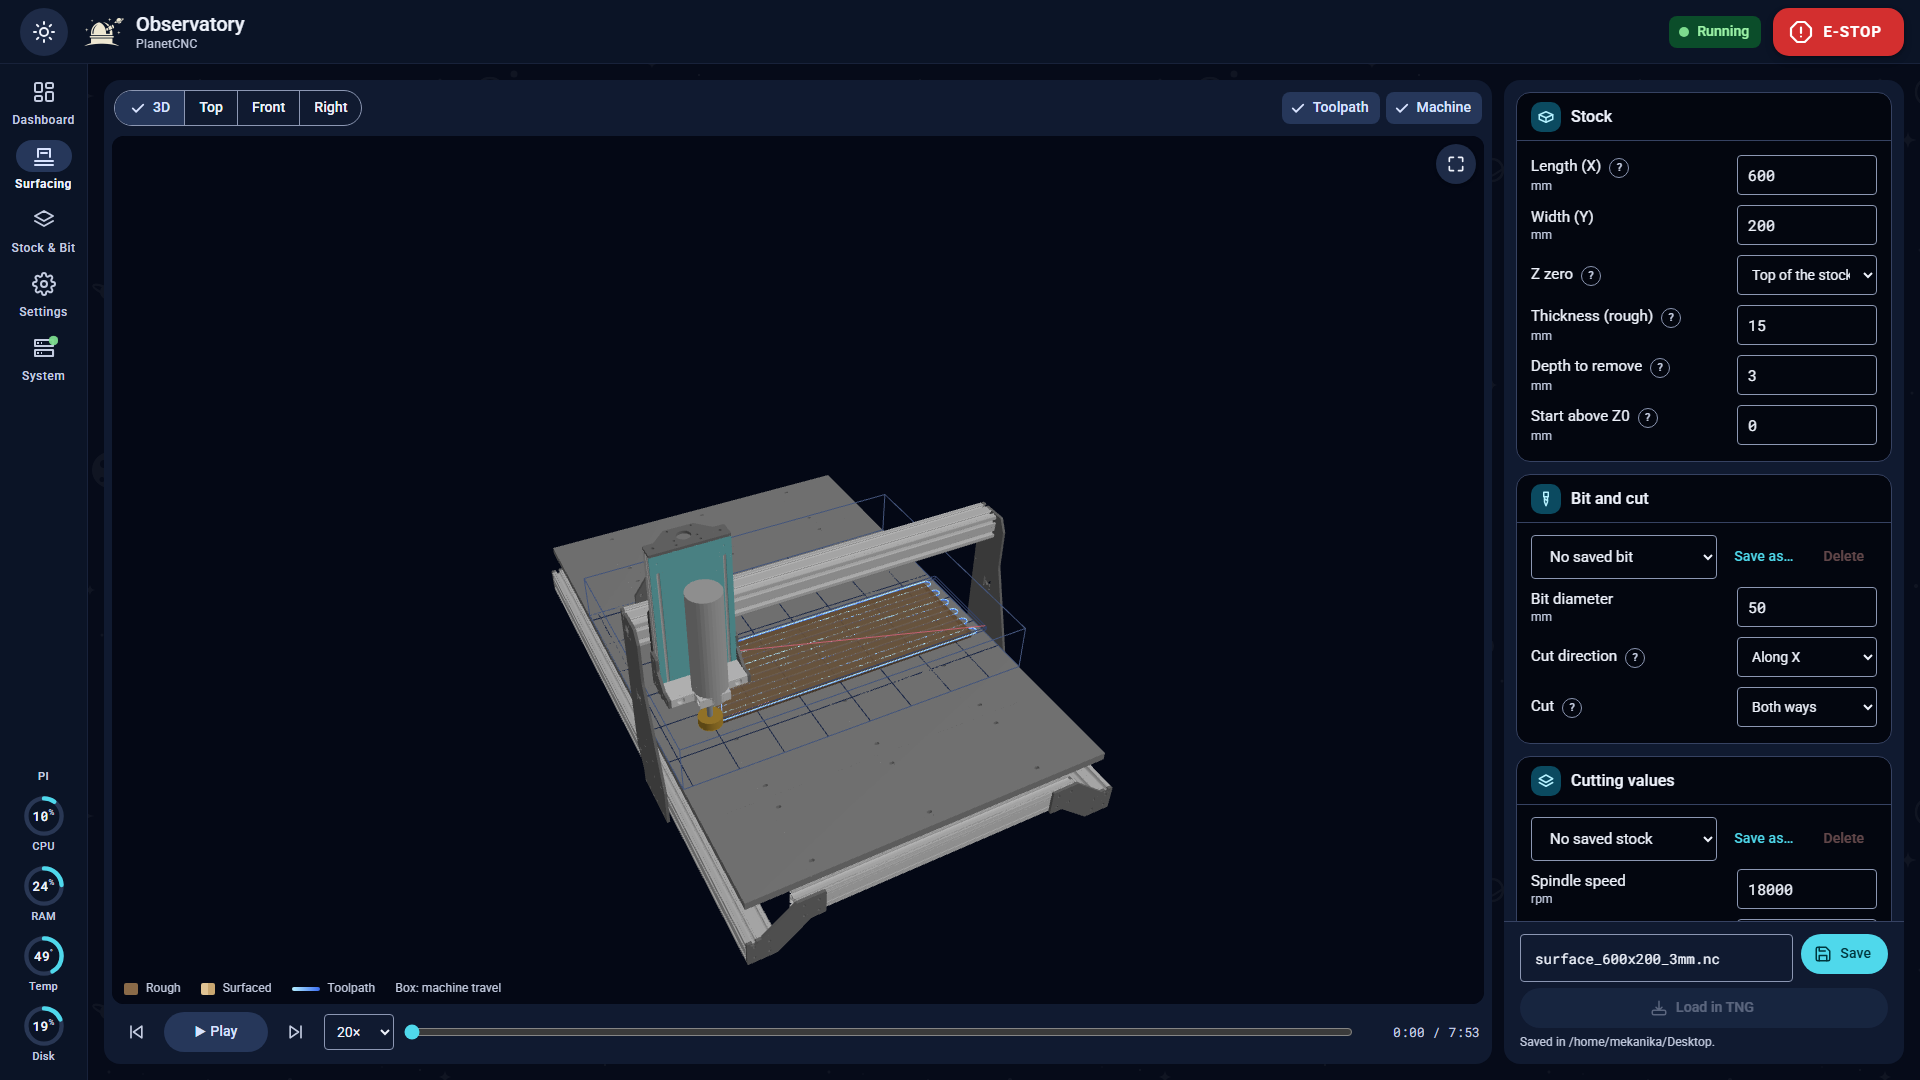 Observatory
PlanetCNC
Running
E-STOP
Dashboard
Surfacing
Stock & Bit
Settings
System
PI
10%
CPU
24%
RAM
49°
Temp
19%
Disk
3D
Top
Front
Right
Toolpath
Machine
Rough
Surfaced
Toolpath
Box: machine travel
Play
20×
0:00 / 7:53
Stock
Length (X) ?
mm
600
Width (Y)
mm
200
Z zero ?
Top of the stock
Thickness (rough) ?
mm
15
Depth to remove ?
mm
3
Start above Z0 ?
mm
0
Bit and cut
No saved bit
Save as…
Delete
Bit diameter
mm
50
Cut direction ?
Along X
Cut ?
Both ways
Cutting values
No saved stock
Save as…
Delete
Spindle speed
rpm
18000
surface_600x200_3mm.nc
Save
Load in TNG
Saved in /home/mekanika/Desktop.